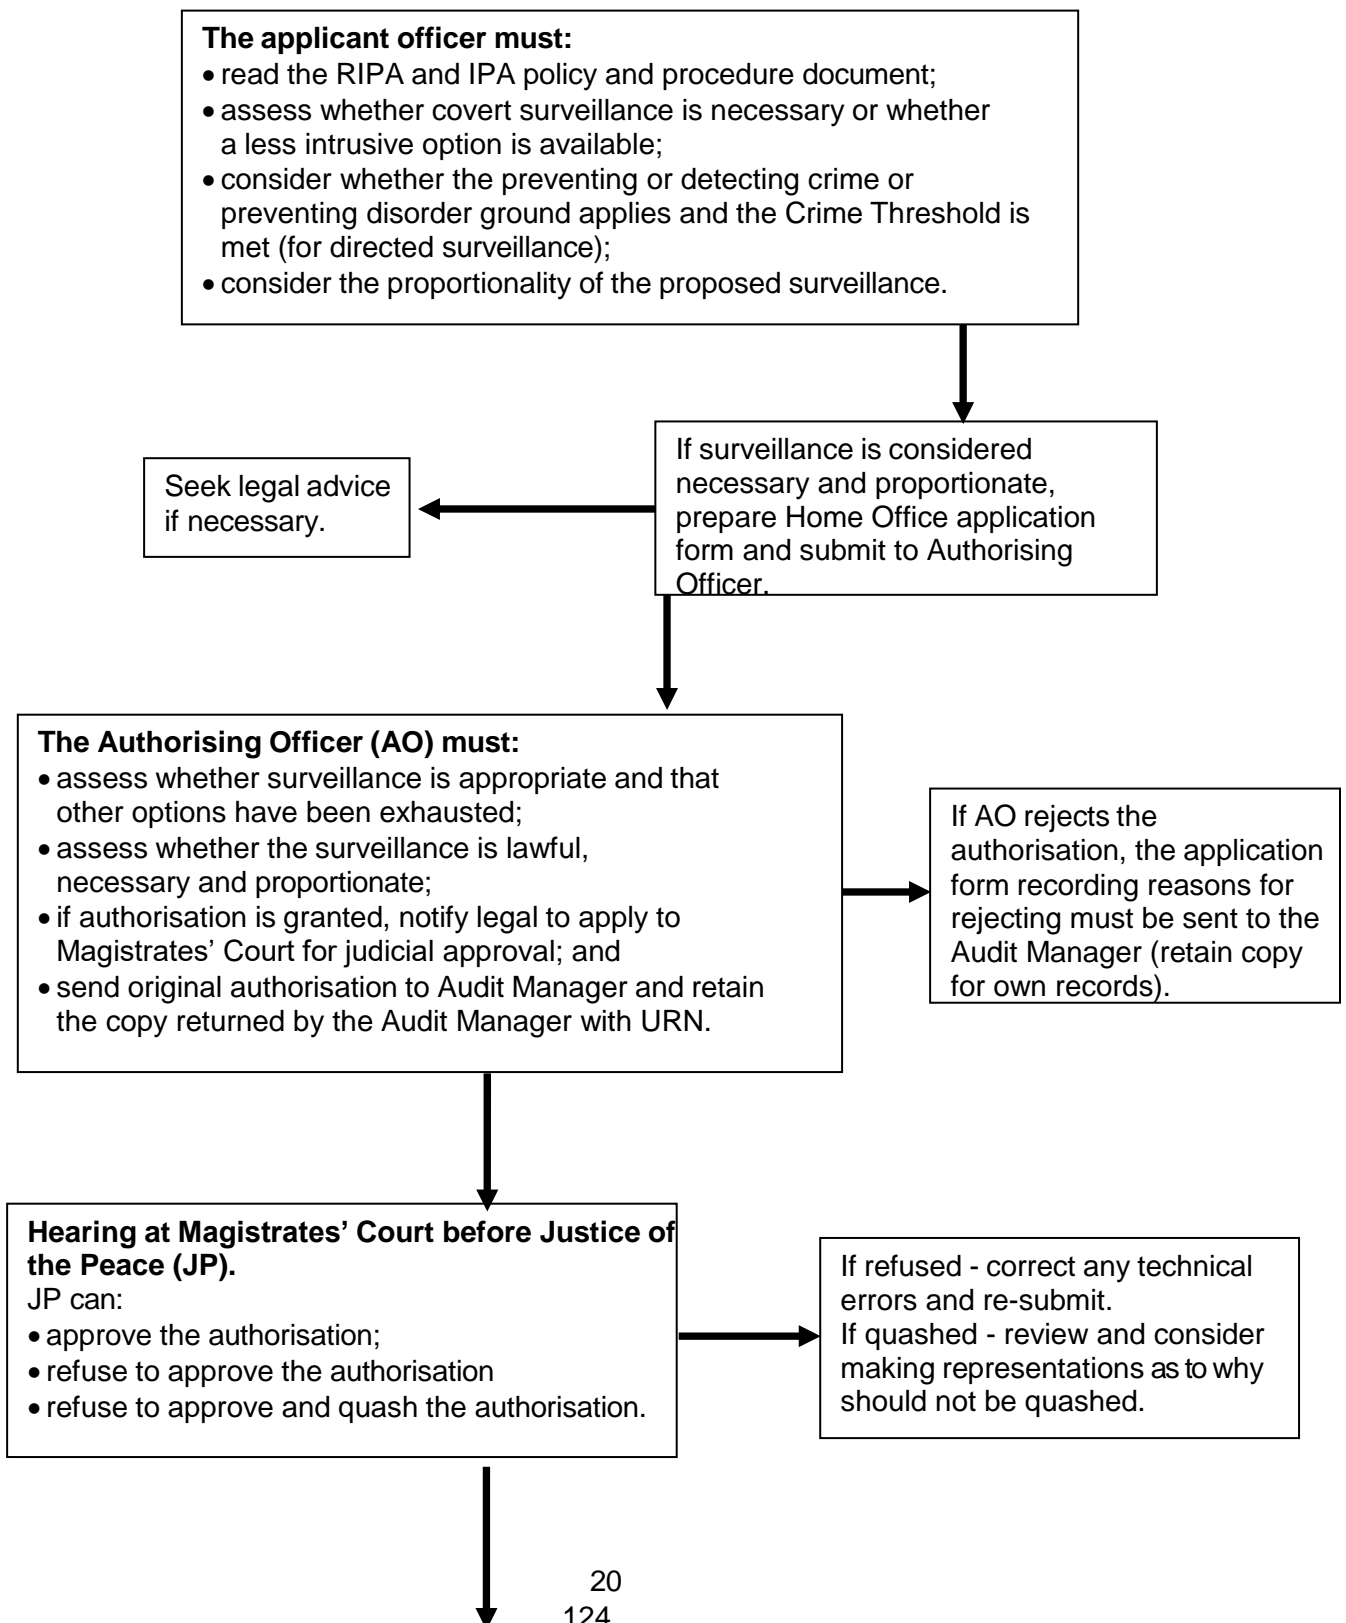 The applicant officer must:
• read the RIPA and IPA policy and procedure document;
• assess whether covert surveillance is necessary or whether
a less intrusive option is available;
• consider whether the preventing or detecting crime or
preventing disorder ground applies and the Crime Threshold is
met (for directed surveillance);
• consider the proportionality of the proposed surveillance.
If surveillance is considered
necessary and proportionate,
prepare Home Office application
form and submit to Authorising
Officer.
Seek legal advice
if necessary.
The Authorising Officer (AO) must:
• assess whether surveillance is appropriate and that
other options have been exhausted;
• assess whether the surveillance is lawful,
necessary and proportionate;
• if authorisation is granted, notify legal to apply to
Magistrates’ Court for judicial approval; and
• send original authorisation to Audit Manager and retain
the copy returned by the Audit Manager with URN.
If AO rejects the
authorisation, the application
form recording reasons for
rejecting must be sent to the
Audit Manager (retain copy
for own records).
Hearing at Magistrates’ Court before Justice of
the Peace (JP).
JP can:
• approve the authorisation;
• refuse to approve the authorisation
• refuse to approve and quash the authorisation.
If refused - correct any technical
errors and re-submit.
If quashed - review and consider
making representations as to why
should not be quashed.
20
124